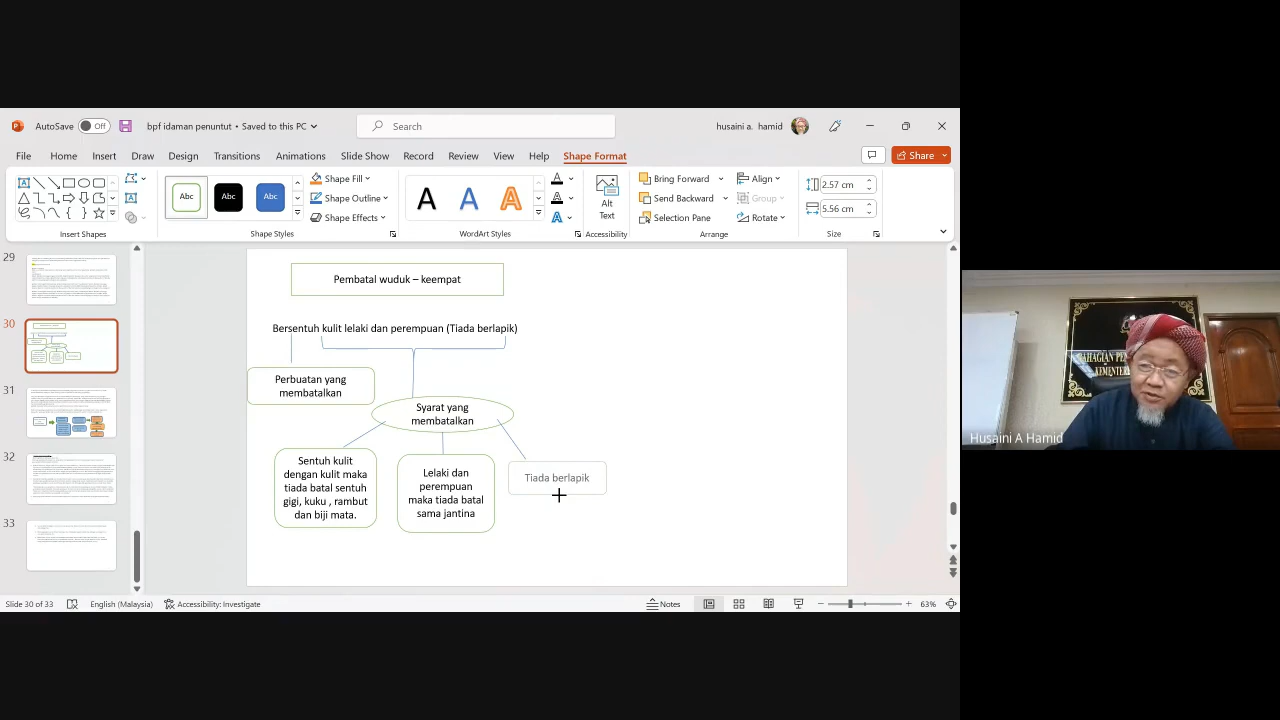 AutoSave Off bpf idaman penuntut • Saved to this PC Search husaini a. hamid
File Home Insert Draw Design Transitions Animations Slide Show Record Review View Help Shape Format Share
Abc Abc Abc
Shape Fill
Shape Outline
Shape Effects
A A A
Alt Text
Bring Forward
Send Backward
Selection Pane
Align
Group
Rotate
2.57 cm
5.56 cm
Insert Shapes Shape Styles WordArt Styles Accessibility Arrange Size
29
30
31
32
33
Pembatal wuduk – keempat
Bersentuh kulit lelaki dan perempuan (Tiada berlapik)
Perbuatan yang
membatalkan
Syarat yang
membatalkan
Sentuh kulit
dengan kulit maka
tiada batal sentuh
gigi, kuku , rambut
dan biji mata.
Lelaki dan
perempuan
maka tiada batal
sama jantina
Tiada berlapik
Slide 30 of 33 English (Malaysia) Accessibility: Investigate Notes 63%
BAHAGIAN
KEMENTER
Husaini A Hamid